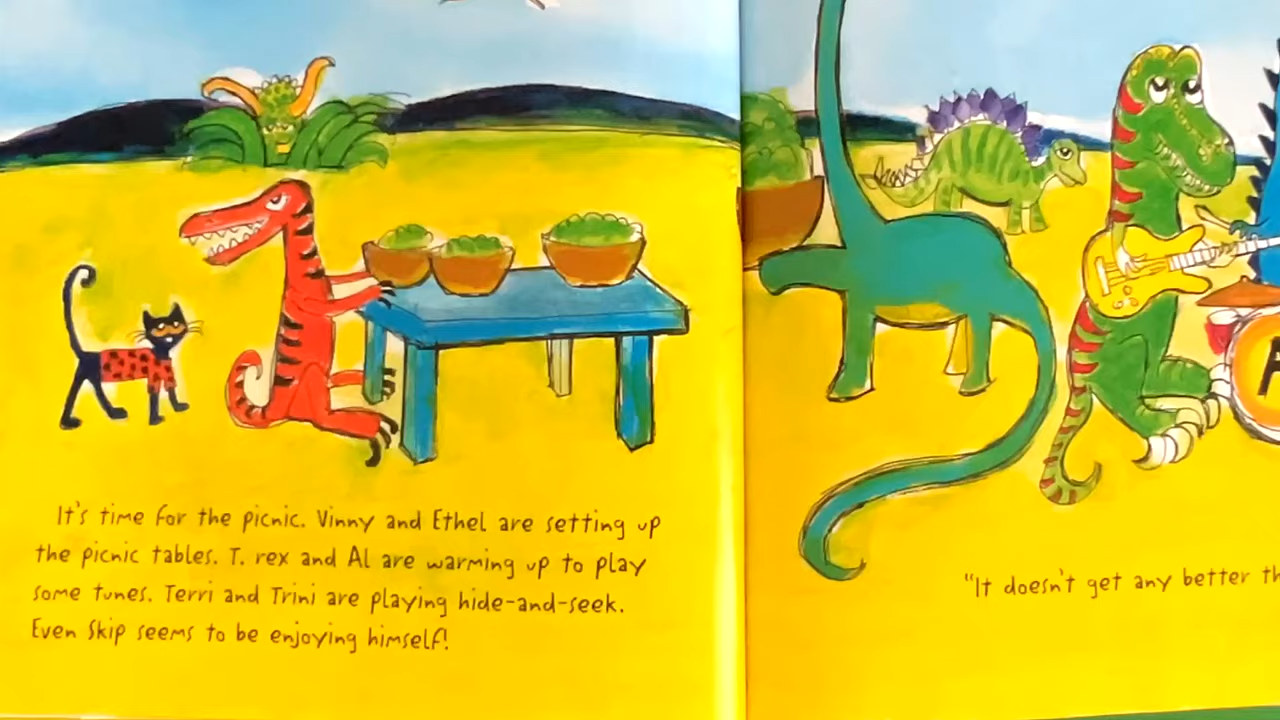 It's time for the picnic. Vinny and Ethel are setting up
the picnic tables. T. rex and Al are warming up to play
some tunes. Terri and Trini are playing hide-and-seek.
Even Skip seems to be enjoying himself!
"It doesn't get any better
A